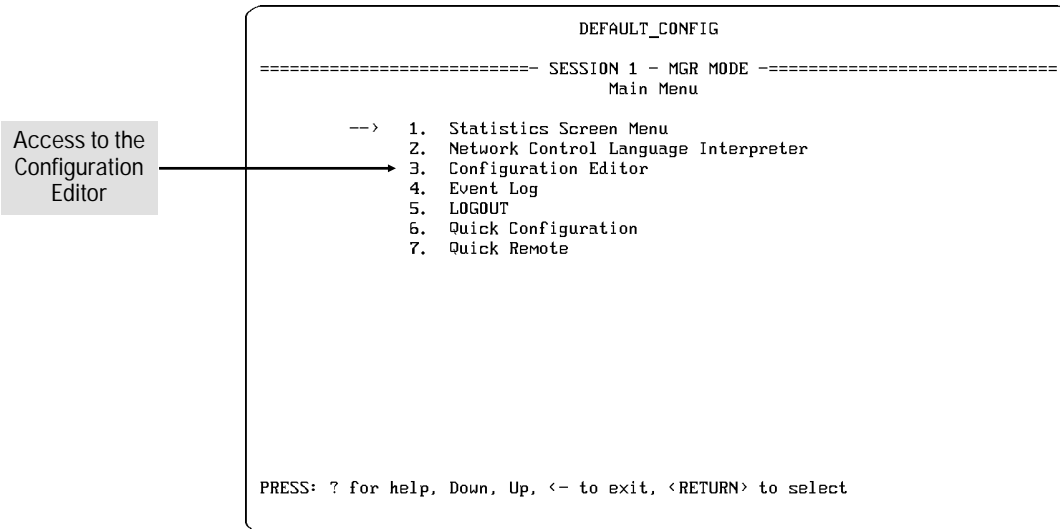 DEFAULT_CONFIG
===========================- SESSION 1 - MGR MODE -=============================
Main Menu
--> 1. Statistics Screen Menu
2. Network Control Language Interpreter
3. Configuration Editor
4. Event Log
5. LOGOUT
6. Quick Configuration
7. Quick Remote
Access to the
Configuration
Editor
PRESS: ? for help, Down, Up, <- to exit, <RETURN> to select